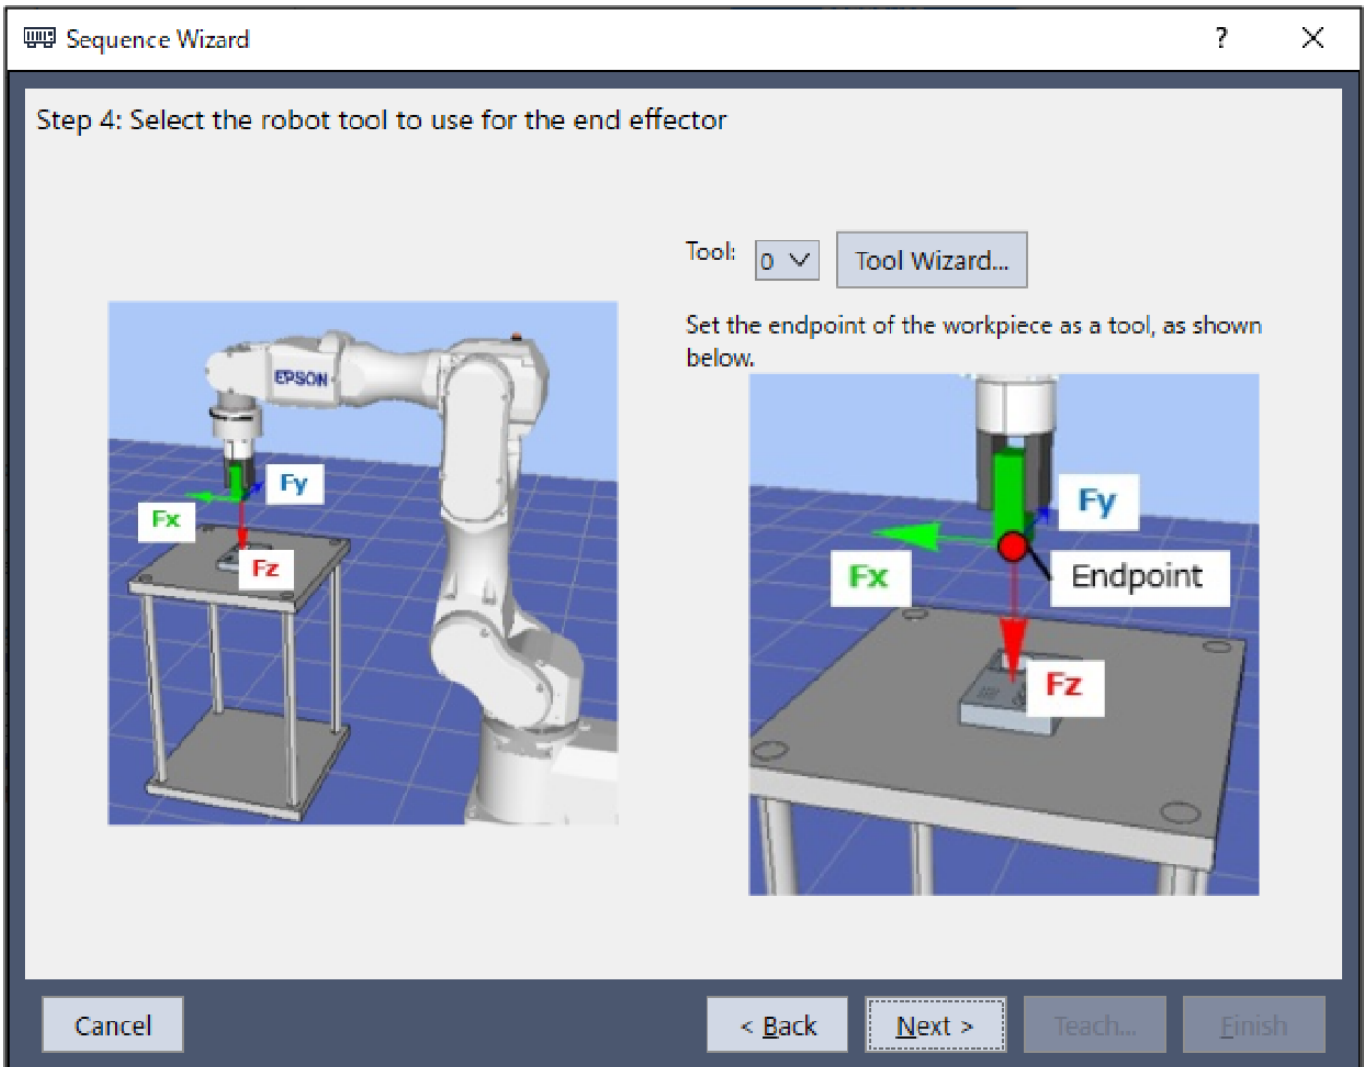 Sequence Wizard
?
Step 4: Select the robot tool to use for the end effector
Tool:
0
Tool Wizard...
Set the endpoint of the workpiece as a tool, as shown
below.
EPSON
Fy
Fx
Fz
Fy
Fx
Endpoint
Fz
Cancel
< Back
Next >
Teach...
Finish